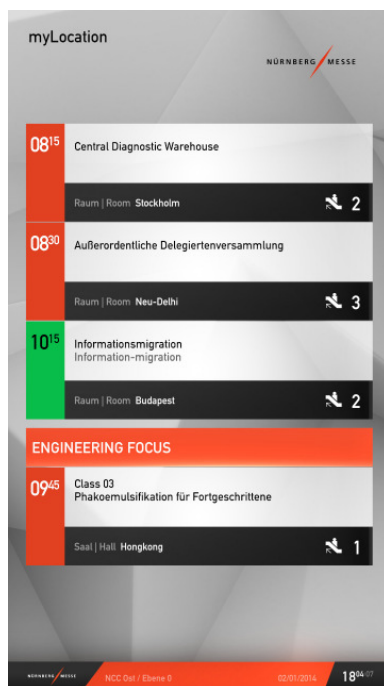 myLocation
NÜRNBERG MESSE
08¹⁵
Central Diagnostic Warehouse
Raum | Room Stockholm
2
08³⁰
Außerordentliche Delegiertenversammlung
Raum | Room Neu-Delhi
3
10¹⁵
Informationsmigration
Information-migration
Raum | Room Budapest
2
ENGINEERING FOCUS
09⁴⁵
Class 03
Phakoemulsifikation für Fortgeschrittene
Saal | Hall Hongkong
1
NÜRNBERG MESSE
NCC Ost / Ebene 0
02/01/2014
18⁰⁴:⁰⁷